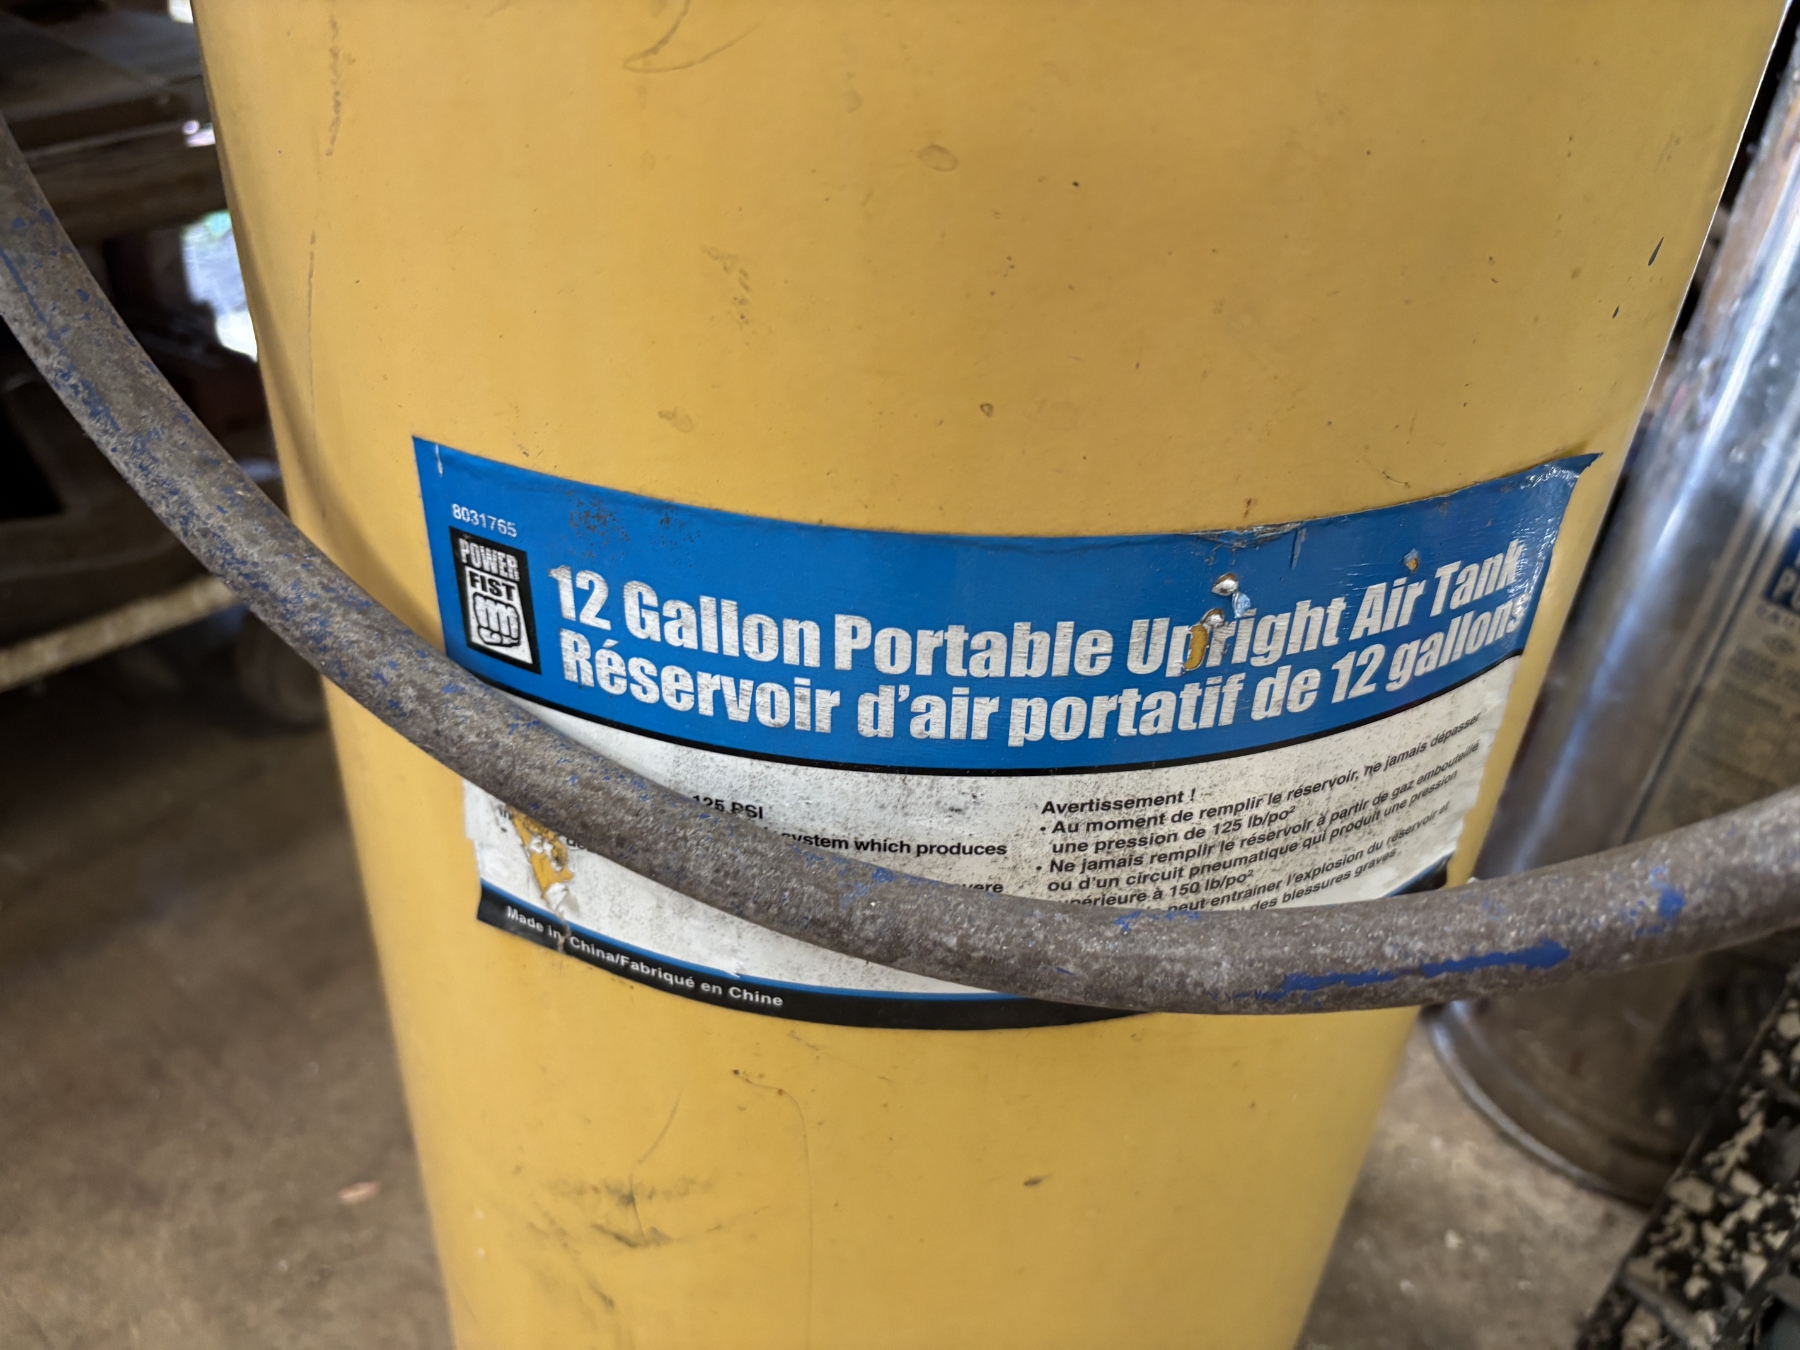 8031765
POWER
FIST
12 Gallon Portable Upright Air Tank
Réservoir d'air portatif de 12 gallons
125 PSI
system which produces
Avertissement !
• Au moment de remplir le réservoir, ne jamais dépasser
une pression de 125 lb/po²
• Ne jamais remplir le réservoir à partir de gaz embouteillé
ou d'un circuit pneumatique qui produit une pression
supérieure à 150 lb/po²
peut entraîner l'explosion du réservoir et
des blessures graves
Made in China/Fabriqué en Chine